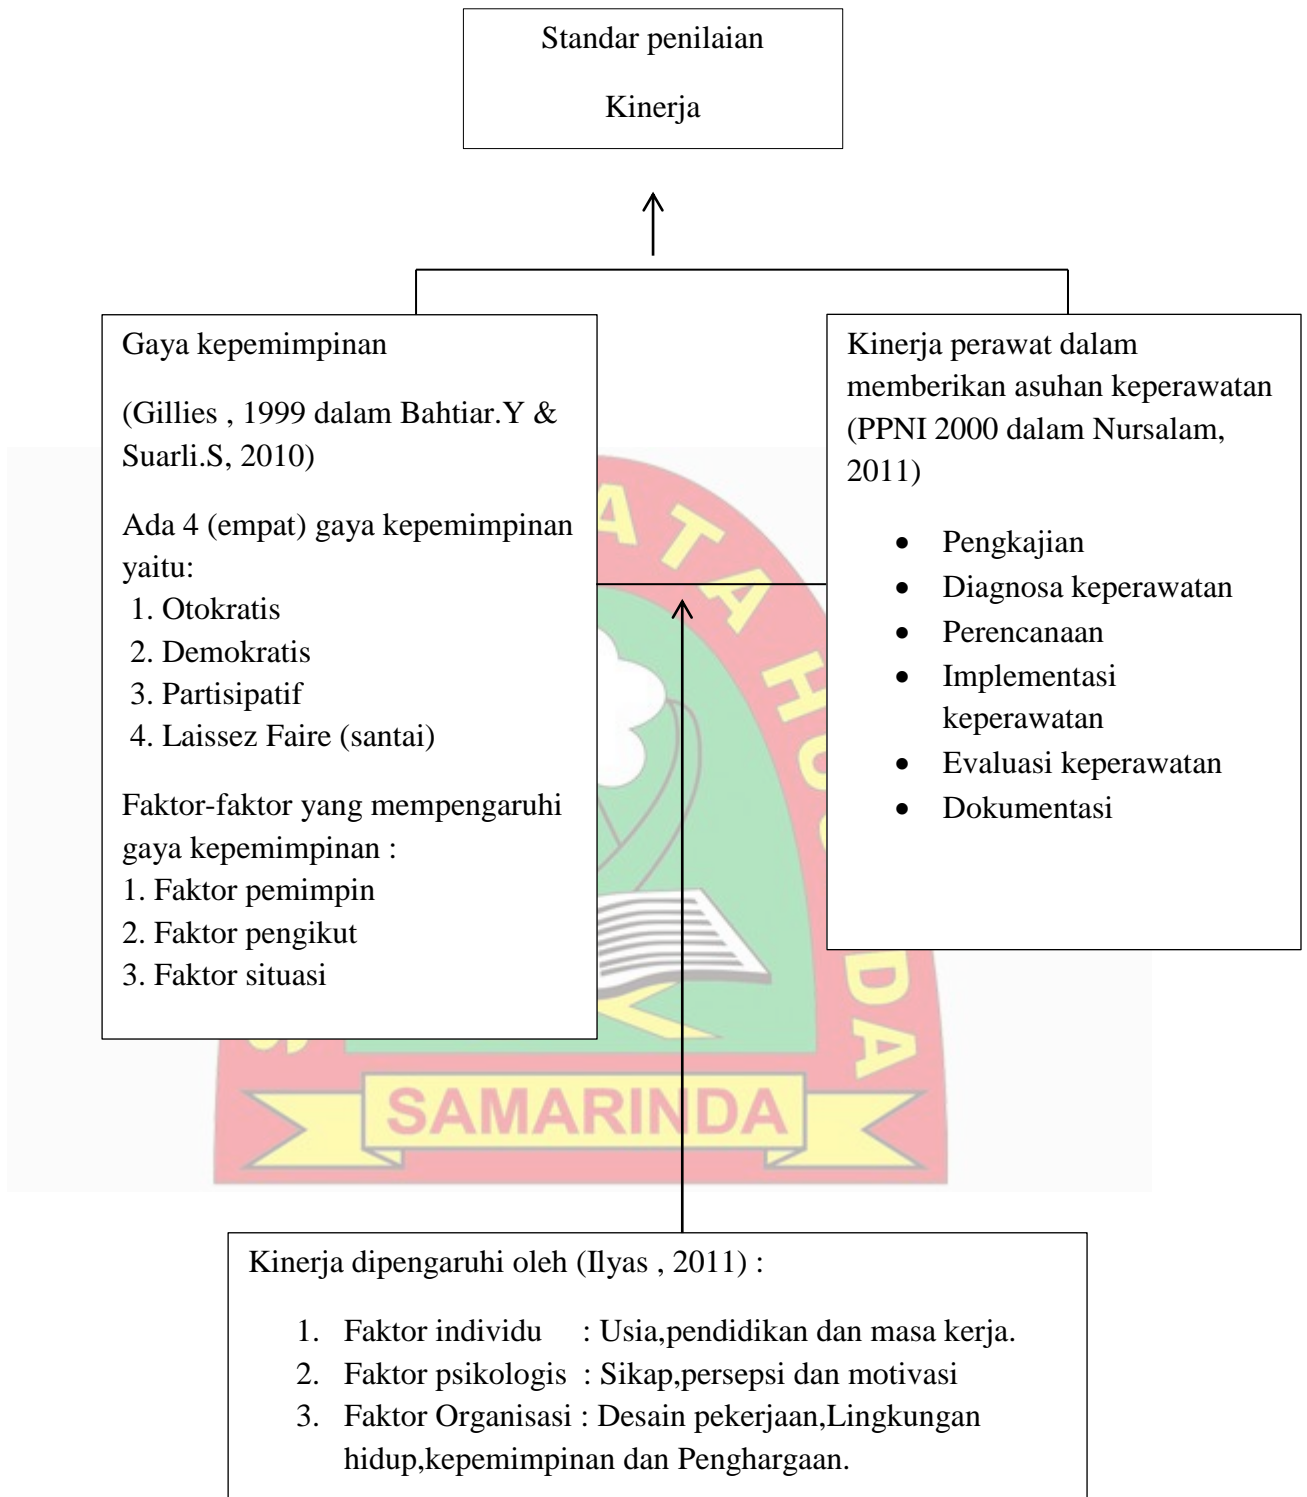 Standar penilaian
Kinerja
Gaya kepemimpinan
(Gillies , 1999 dalam Bahtiar.Y &
Suarli.S, 2010)
Ada 4 (empat) gaya kepemimpinan
yaitu:
1. Otokratis
2. Demokratis
3. Partisipatif
4. Laissez Faire (santai)
Faktor-faktor yang mempengaruhi
gaya kepemimpinan :
1. Faktor pemimpin
2. Faktor pengikut
3. Faktor situasi
Kinerja perawat dalam
memberikan asuhan keperawatan
(PPNI 2000 dalam Nursalam,
2011)
• Pengkajian
• Diagnosa keperawatan
• Perencanaan
• Implementasi
keperawatan
• Evaluasi keperawatan
• Dokumentasi
SAMARINDA
Kinerja dipengaruhi oleh (Ilyas , 2011) :
1. Faktor individu : Usia,pendidikan dan masa kerja.
2. Faktor psikologis : Sikap,persepsi dan motivasi
3. Faktor Organisasi : Desain pekerjaan,Lingkungan
hidup,kepemimpinan dan Penghargaan.